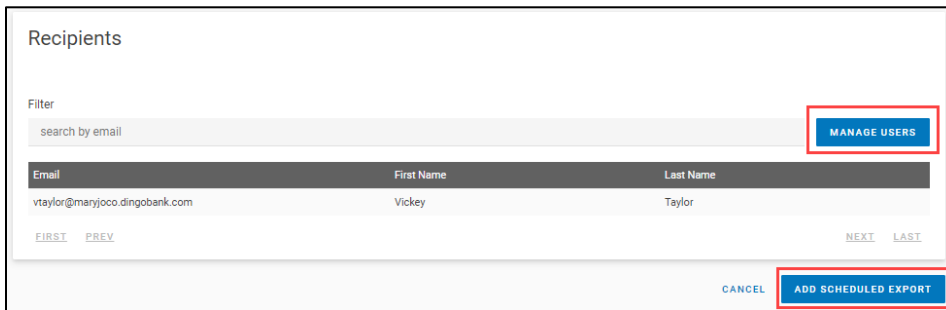 Recipients
Filter
search by email
MANAGE USERS
Email First Name Last Name
vtaylor@maryjoco.dingobank.com Vickey Taylor
FIRST PREV NEXT LAST
CANCEL ADD SCHEDULED EXPORT